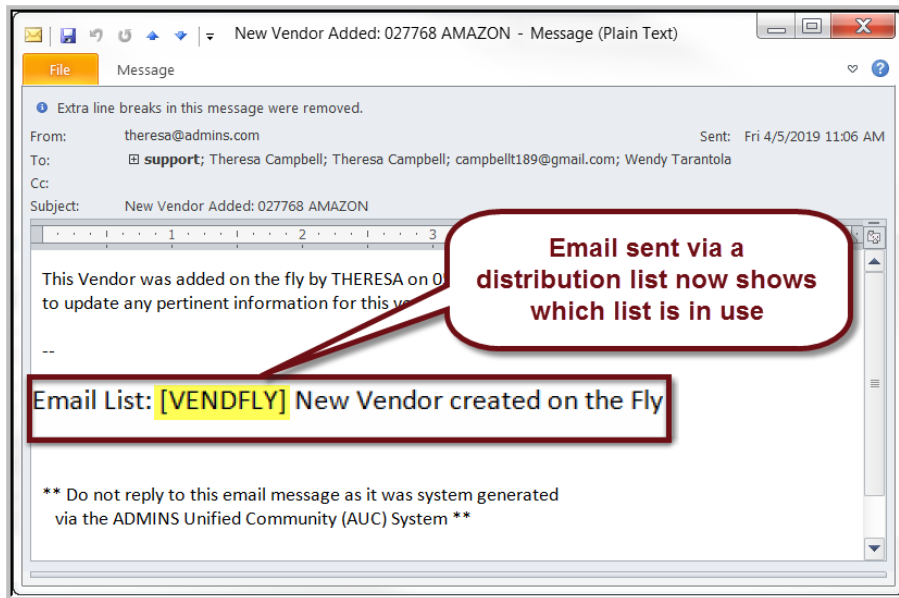 New Vendor Added: 027768 AMAZON - Message (Plain Text)
File Message
Extra line breaks in this message were removed.
From: theresa@admins.com Sent: Fri 4/5/2019 11:06 AM
To: support; Theresa Campbell; Theresa Campbell; campbellt189@gmail.com; Wendy Tarantola
Cc:
Subject: New Vendor Added: 027768 AMAZON
1 2 3
Email sent via a
distribution list now shows
which list is in use
This Vendor was added on the fly by THERESA on
to update any pertinent information for this
--
Email List: [VENDFLY] New Vendor created on the Fly
** Do not reply to this email message as it was system generated
via the ADMINS Unified Community (AUC) System **